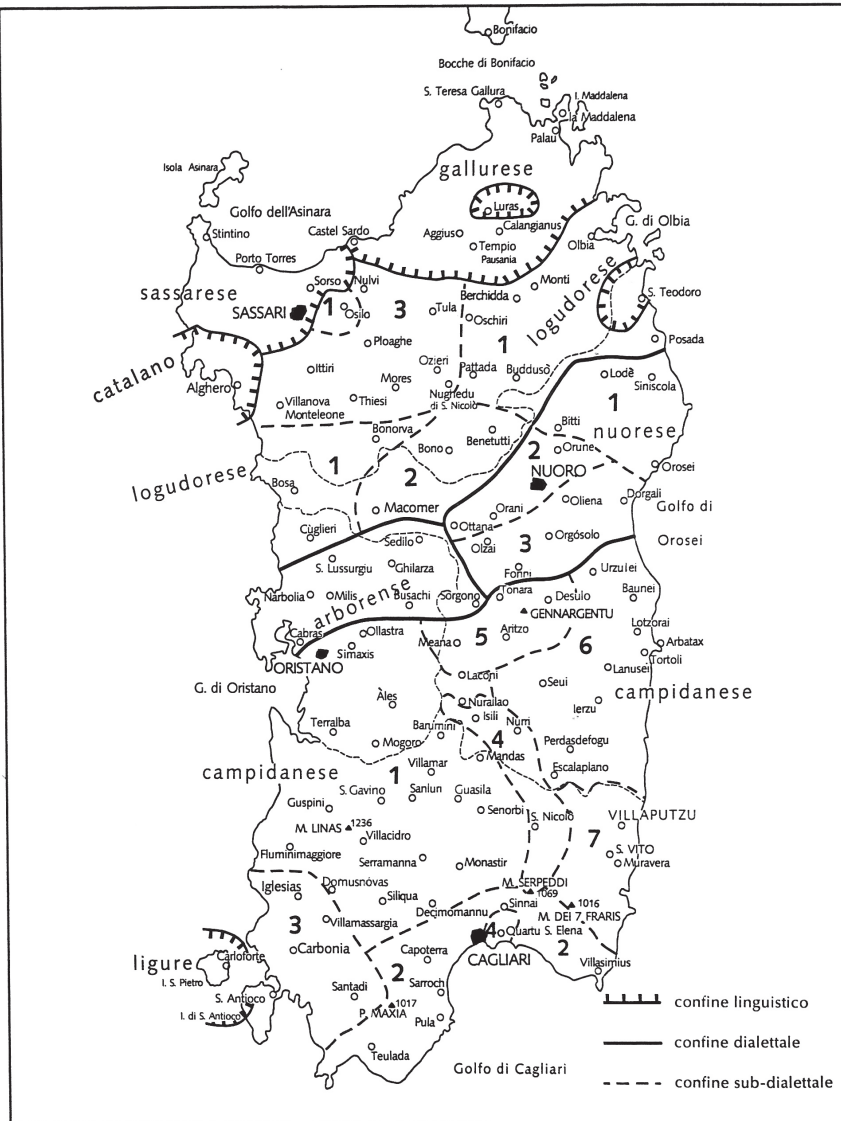 Bonifacio
Bocche di Bonifacio
S. Teresa Gallura
I. Maddalena
la Maddalena
Palau
Isola Asinara
gallurese
Luras
Golfo dell'Asinara
Calangianus
G. di Olbia
Stintino
Castel Sardo
Aggius
Olbia
Tempio
Pausania
Porto Torres
Sorso
Nulvi
Monti
sassarese
Berchidda
logudorese
S. Teodoro
SASSARI
1
Osilo
3
Tula
Oschiri
1
Ploaghe
Posada
catalano
Ittiri
Ozieri
Pattada
Buddusò
Lodè
Siniscola
Alghero
Mores
Nughedu
di S. Nicolò
1
Villanova
Monteleone
Thiesi
Bonorva
Benetutti
Bitti
nuorese
Bono
2
Orune
logudorese
1
2
NUORO
Orosei
Bosa
Macomer
Orani
Oliena
Dorgali
Golfo di
Orosei
Cùglieri
Ottana
Sedilo
Olzai
3
Orgósolo
S. Lussurgiu
Ghilarza
Fonni
Urzulei
Narbolia
Milis
arborense
Busachi
Sorgono
Tonara
Desulo
Baunei
GENNARGENTU
Cabras
Ollastra
Meana
5
Aritzo
6
Lotzorai
Arbatax
ORISTANO
Simaxis
Tortoli
Lanusei
G. di Oristano
Laconi
Seui
campidanese
Àles
Nurallao
Ierzu
Isili
Terralba
Barumini
Nurri
4
Mogoro
Perdasdefogu
Mandas
campidanese
1
Villamar
Escalaplano
S. Gavino
Sanluri
Guasila
Guspini
Senorbi
S. Nicolò
VILLAPUTZU
M. LINAS
1236
Villacidro
7
Fluminimaggiore
S. VITO
Muravera
Serramanna
Monastir
M. SERPEDDI
1069
Iglesias
Domusnóvas
Siliqua
Decimomannu
Sinnai
1016
M. DEI 7 FRARIS
3
Villamassargia
4
Quartu S. Elena
2
Carbonia
Capoterra
CAGLIARI
ligure
Carloforte
I. S. Pietro
2
Villasimius
Santadi
Sarroch
S. Antioco
1017
P. MAXIA
I. di S. Antioco
Pula
Teulada
Golfo di Cagliari
confine linguistico
confine dialettale
confine sub-dialettale